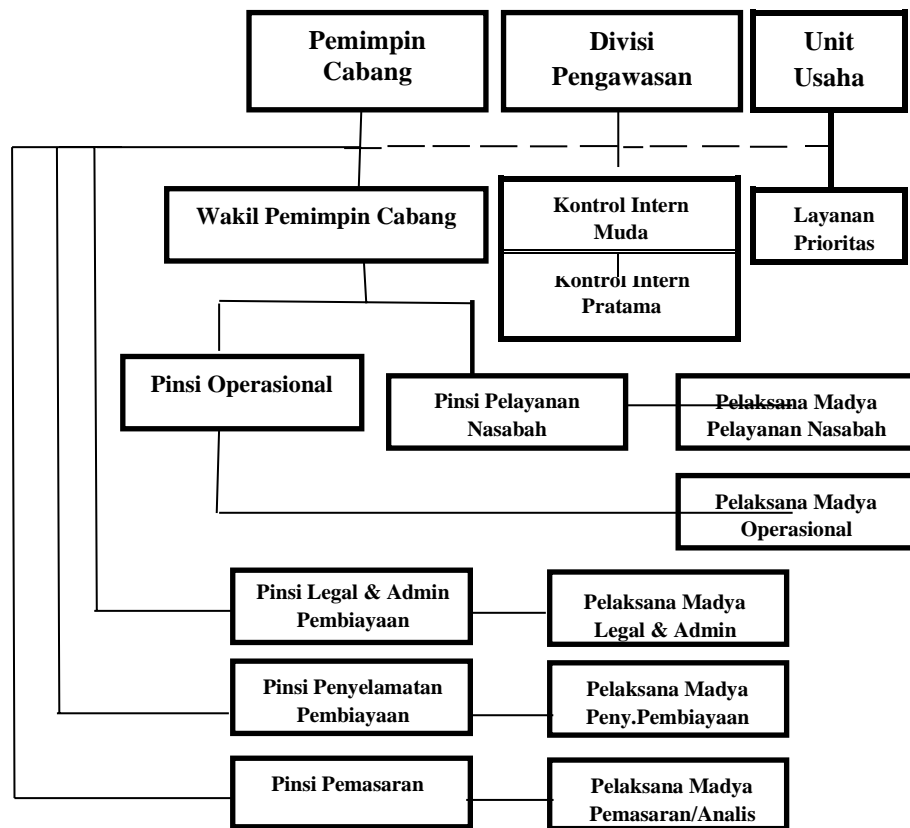 Pemimpin
Cabang
Divisi
Pengawasan
Unit
Usaha
Wakil Pemimpin Cabang
Kontrol Intern
Muda
Layanan
Prioritas
Kontrol Intern
Pratama
Pinsi Operasional
Pinsi Pelayanan
Nasabah
Pelaksana Madya
Pelayanan Nasabah
Pelaksana Madya
Operasional
Pinsi Legal & Admin
Pembiayaan
Pelaksana Madya
Legal & Admin
Pinsi Penyelamatan
Pembiayaan
Pelaksana Madya
Peny.Pembiayaan
Pinsi Pemasaran
Pelaksana Madya
Pemasaran/Analis